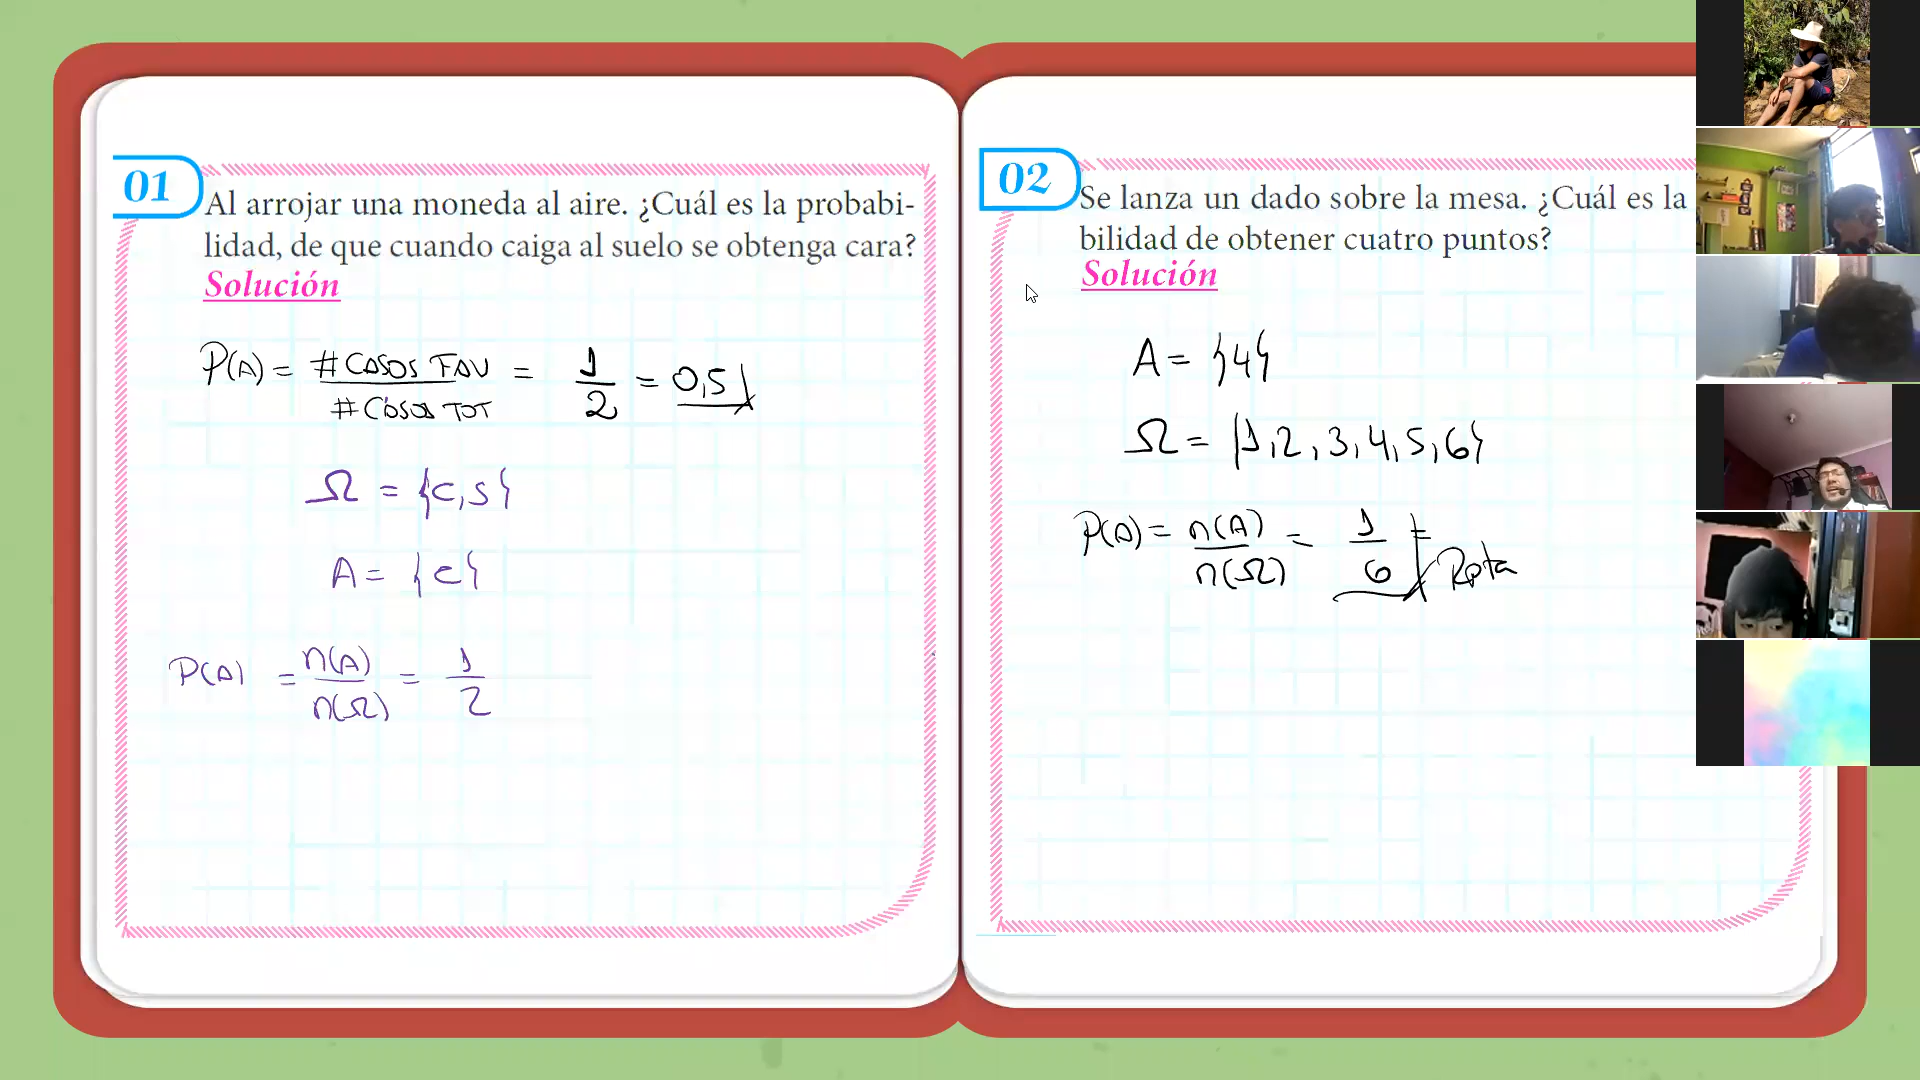 01
Al arrojar una moneda al aire. ¿Cuál es la probabi-
lidad, de que cuando caiga al suelo se obtenga cara?
Solución
P(A) = # CASOS FAV / # CASOS TOT = 1/2 = 0,5
Ω = {c,s}
A = {c}
P(A) = n(A)/n(Ω) = 1/2
02
Se lanza un dado sobre la mesa. ¿Cuál es la
bilidad de obtener cuatro puntos?
Solución
A = {4}
Ω = {1,2,3,4,5,6}
P(A) = n(A)/n(Ω) = 1/6 = Rpta